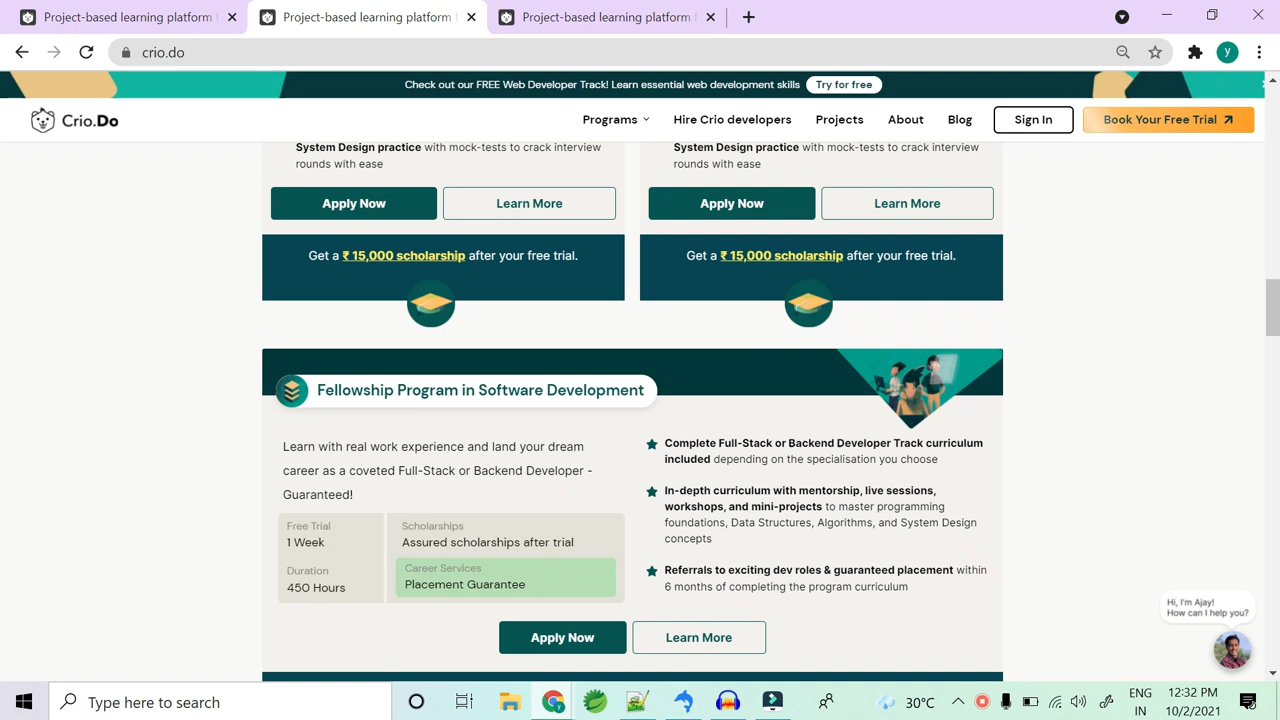 Project-based learning platform f
Project-based learning platform f
Project-based learning platform f
crio.do
y
Check out our FREE Web Developer Track! Learn essential web development skills
Try for free
Crio.Do
Programs
Hire Crio developers
Projects
About
Blog
Sign In
Book Your Free Trial
System Design practice with mock-tests to crack interview
rounds with ease
System Design practice with mock-tests to crack interview
rounds with ease
Apply Now
Learn More
Apply Now
Learn More
Get a ₹ 15,000 scholarship after your free trial.
Get a ₹ 15,000 scholarship after your free trial.
Fellowship Program in Software Development
Learn with real work experience and land your dream
career as a coveted Full-Stack or Backend Developer -
Guaranteed!
Free Trial
1 Week
Duration
450 Hours
Scholarships
Assured scholarships after trial
Career Services
Placement Guarantee
Complete Full-Stack or Backend Developer Track curriculum
included depending on the specialisation you choose
In-depth curriculum with mentorship, live sessions,
workshops, and mini-projects to master programming
foundations, Data Structures, Algorithms, and System Design
concepts
Referrals to exciting dev roles & guaranteed placement within
6 months of completing the program curriculum
Apply Now
Learn More
Hi, I'm Ajay!
How can I help you?
Type here to search
30°C
ENG
IN
12:32 PM
10/2/2021